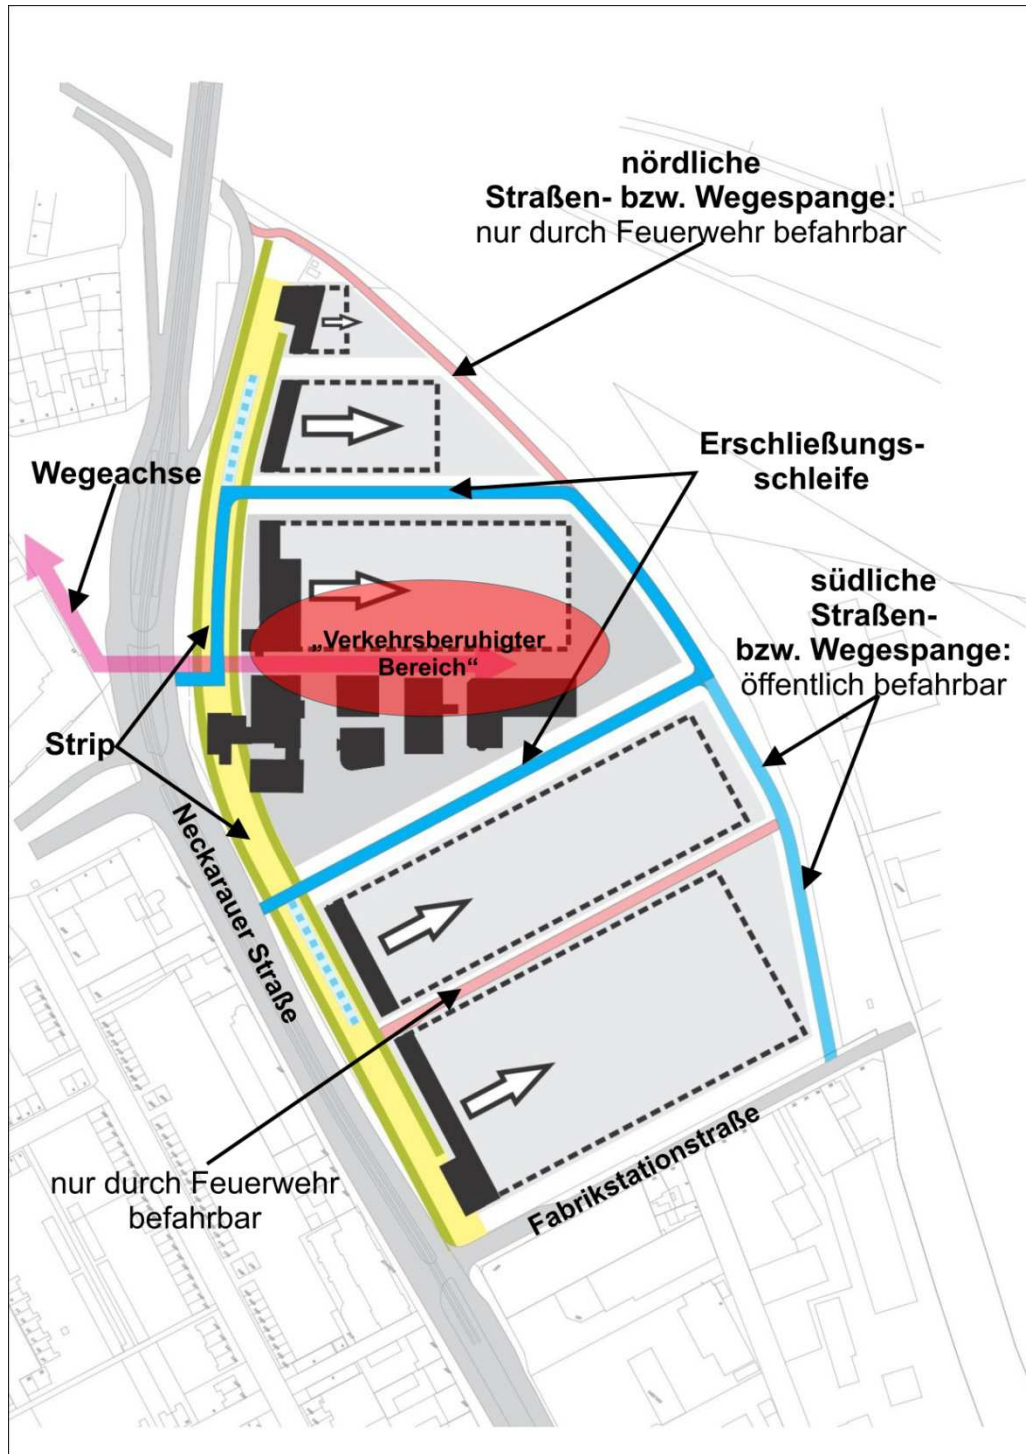 nördliche
Straßen- bzw. Wegespange:
nur durch Feuerwehr befahrbar
Erschließungs-
schleife
Wegeachse
südliche
Straßen-
bzw. Wegespange:
öffentlich befahrbar
„Verkehrsberuhigter
Bereich“
Strip
Neckarauer Straße
nur durch Feuerwehr
befahrbar
Fabrikstationstraße